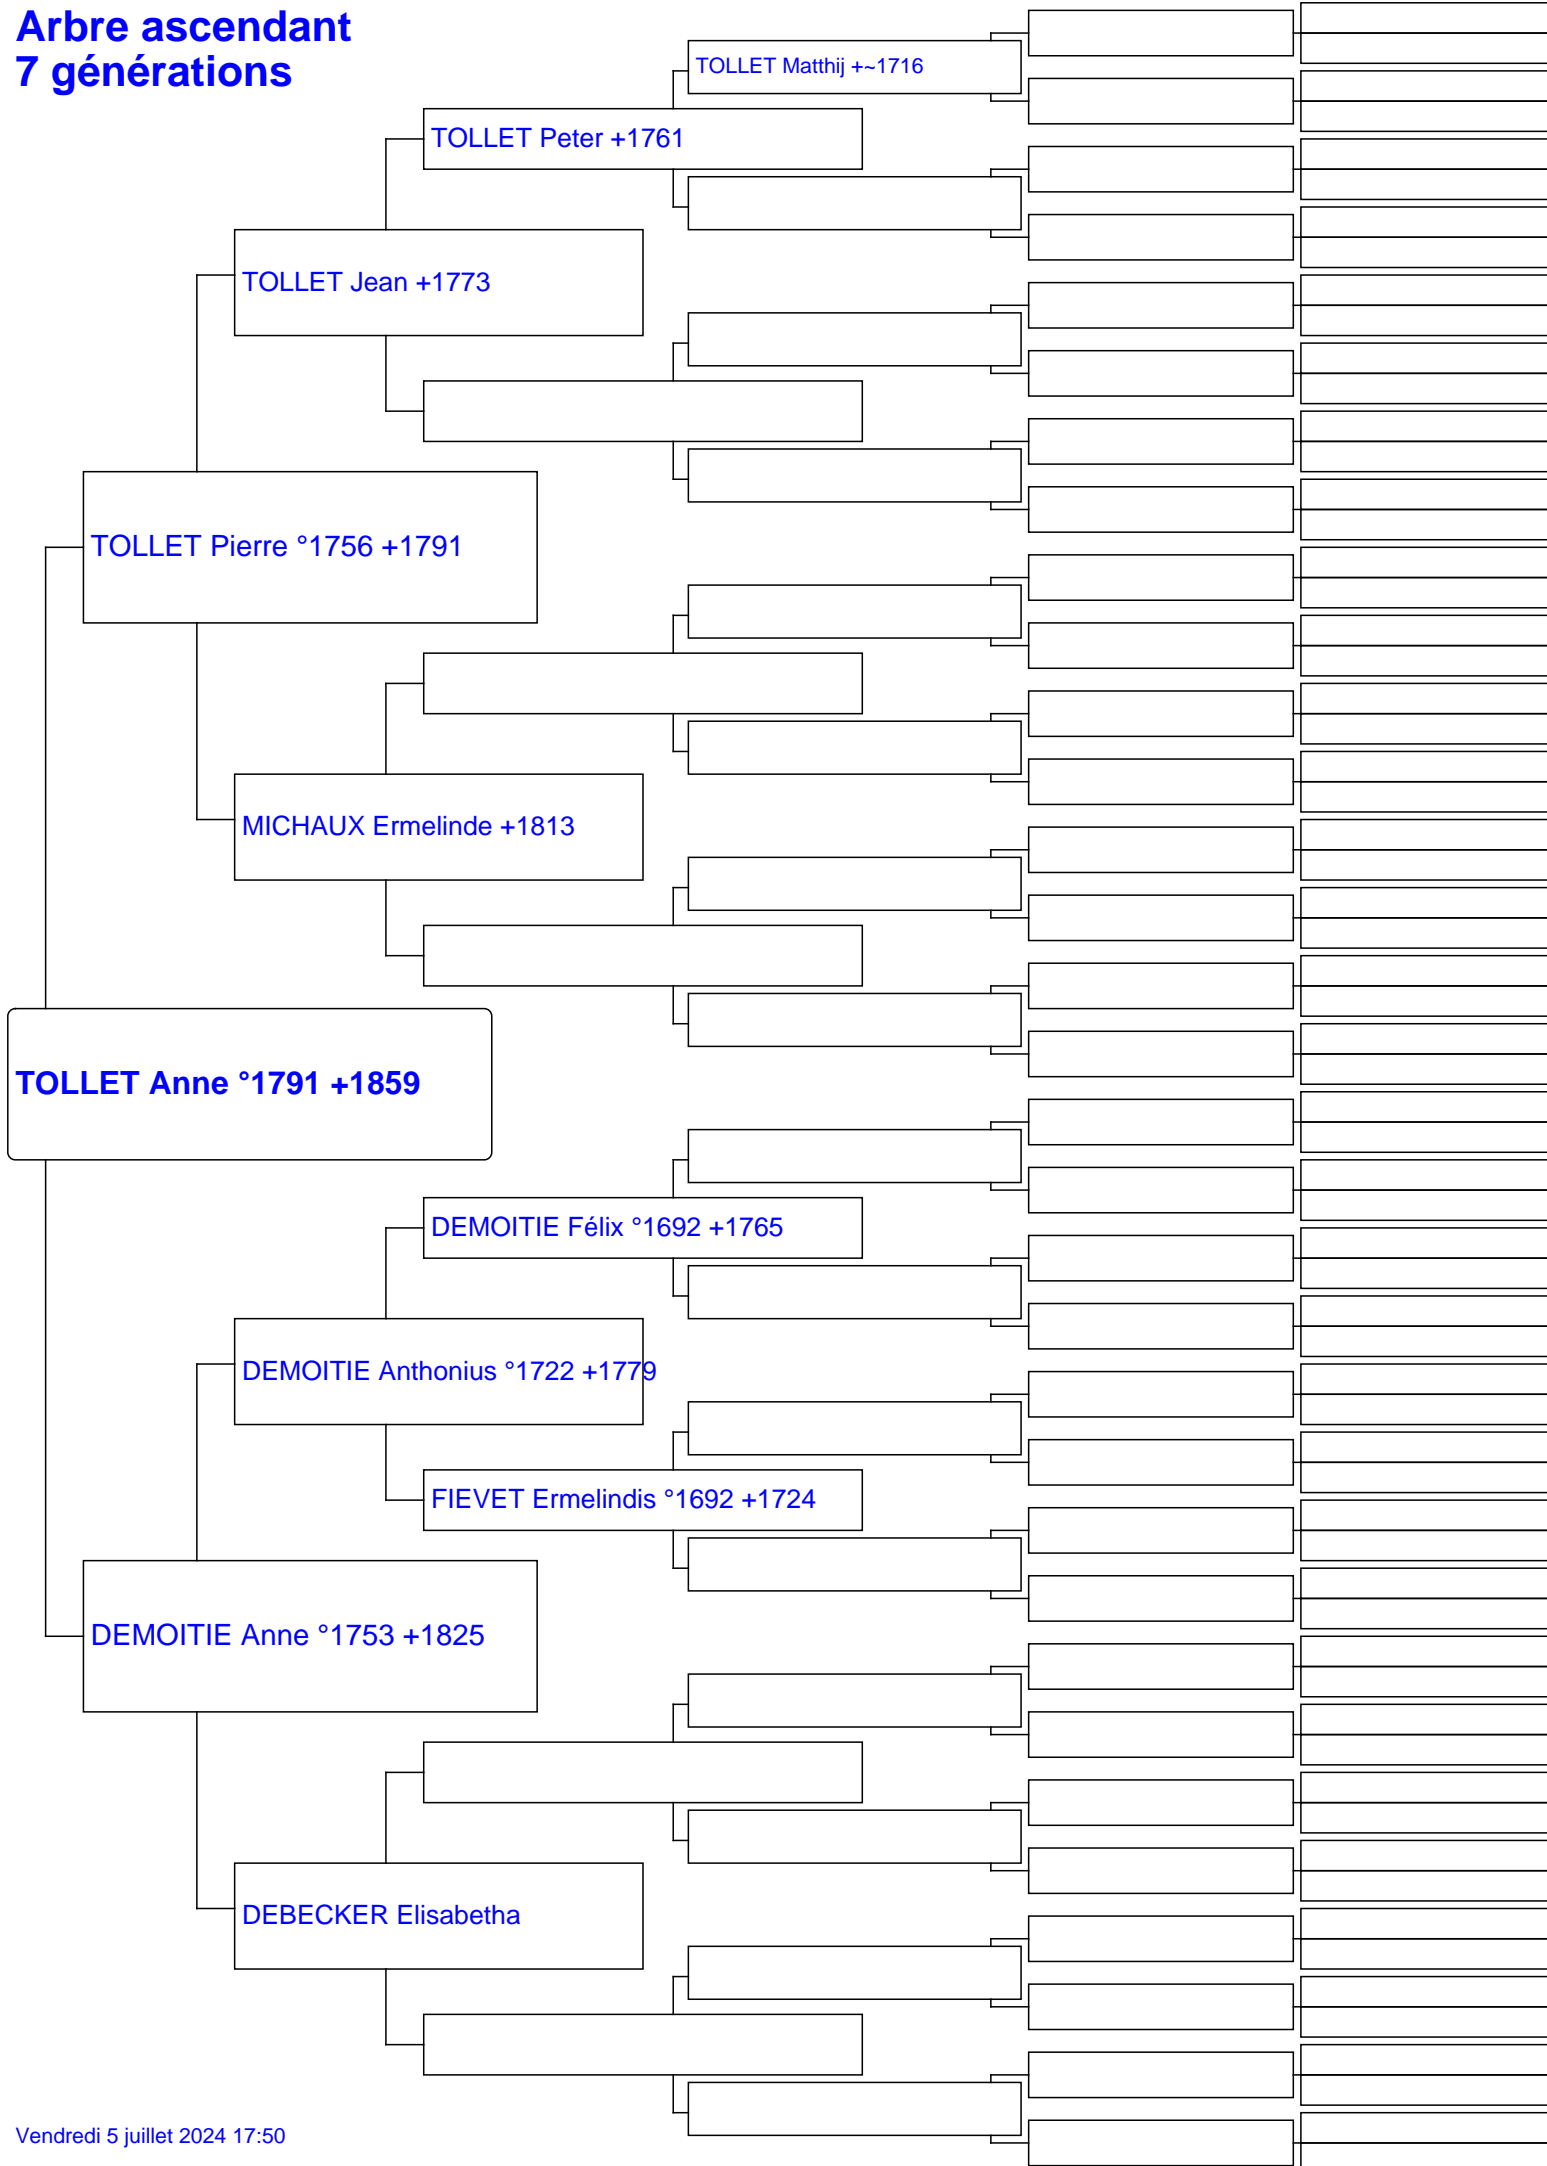 Arbre ascendant
7 générations
TOLLET Matthij +~1716
TOLLET Peter +1761
TOLLET Jean +1773
TOLLET Pierre °1756 +1791
MICHAUX Ermelinde +1813
TOLLET Anne °1791 +1859
DEMOITIE Félix °1692 +1765
DEMOITIE Anthonius °1722 +1779
FIEVET Ermelindis °1692 +1724
DEMOITIE Anne °1753 +1825
DEBECKER Elisabetha
Vendredi 5 juillet 2024 17:50